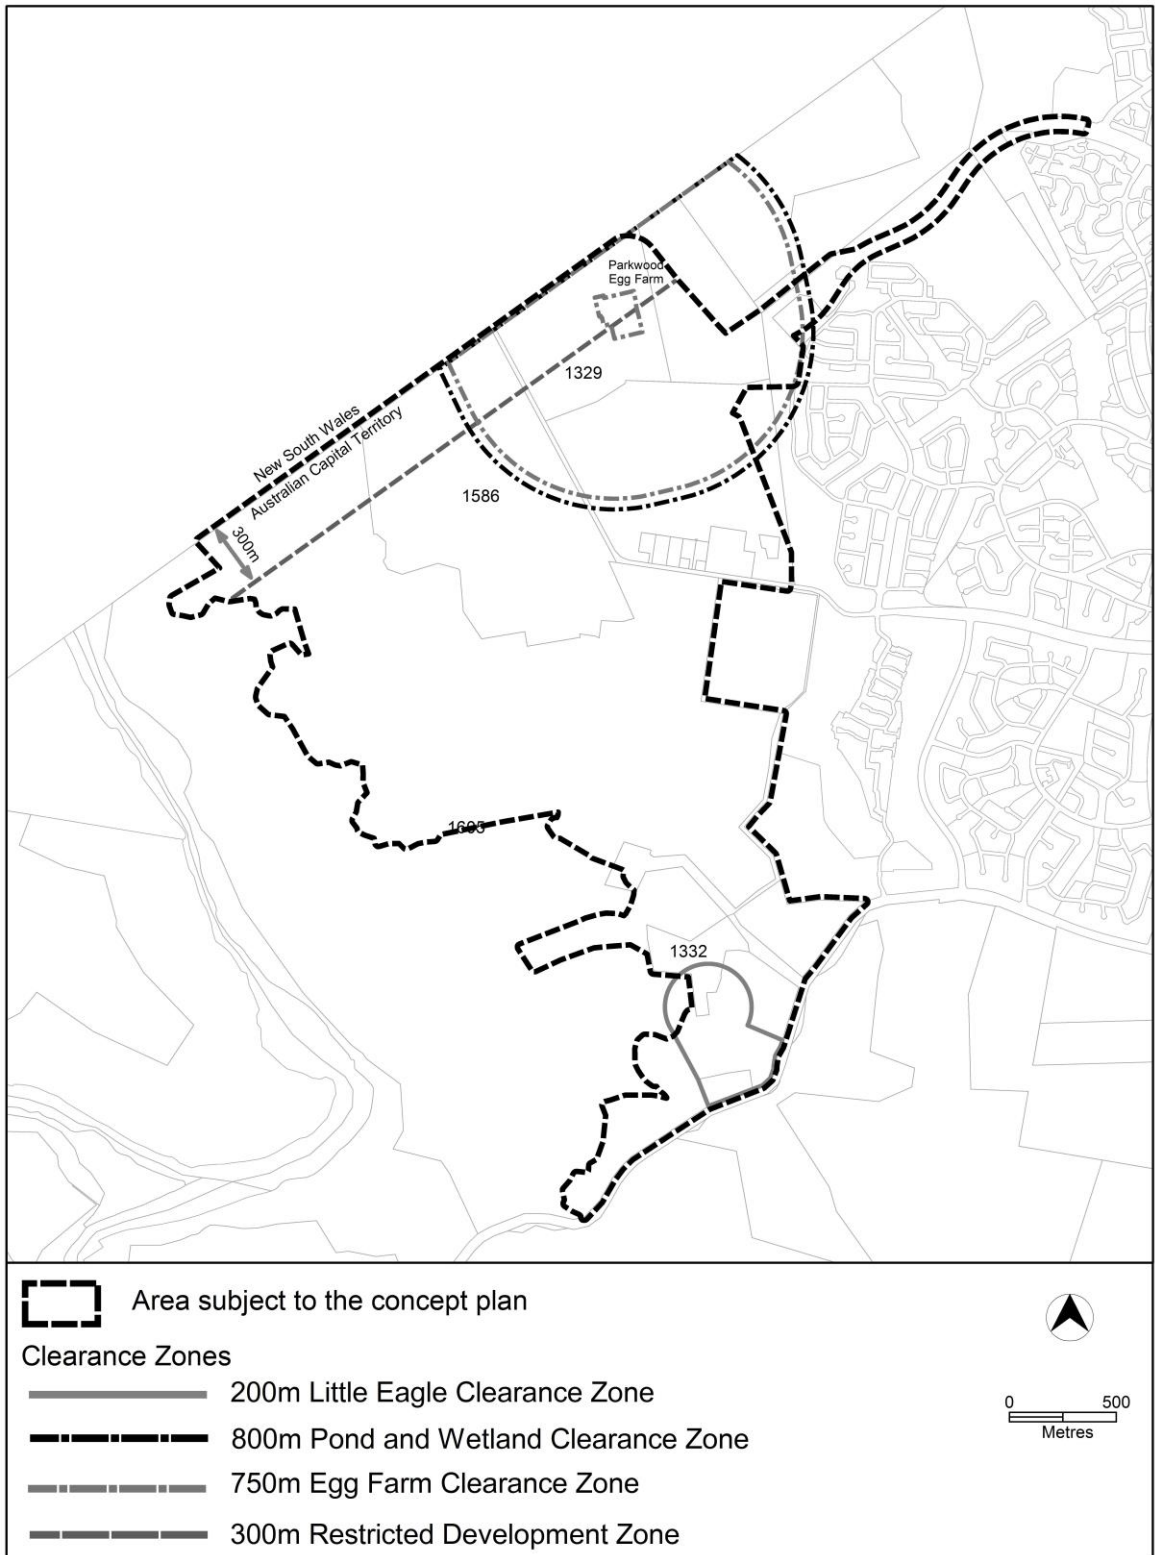 Parkwood
Egg Farm
1329
New South Wales
Australian Capital Territory
1586
300m
1605
1332
Area subject to the concept plan
Clearance Zones
200m Little Eagle Clearance Zone
0 500
Metres
800m Pond and Wetland Clearance Zone
750m Egg Farm Clearance Zone
300m Restricted Development Zone